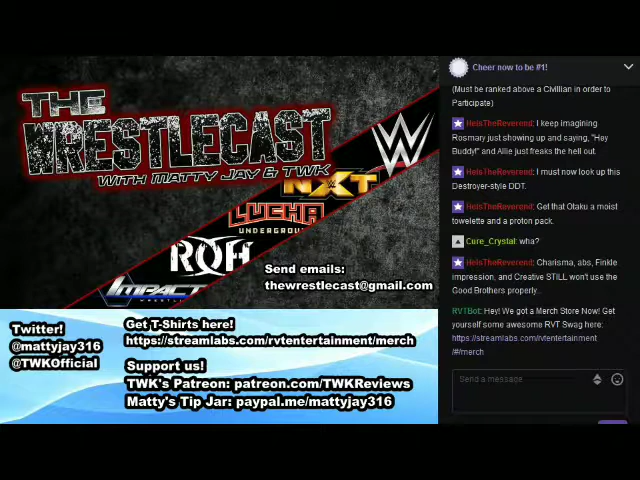 THE
WRESTLECAST
WITH MATTY JAY & TWK
W
NXT
LUCHA
UNDERGROUND
ROH
IMPACT
WRESTLING
Send emails:
thewrestlecast@gmail.com
Twitter!
@mattyjay316
@TWKOfficial
Get T-Shirts here!
https://streamlabs.com/rvtentertainment/merch
Support us!
TWK's Patreon: patreon.com/TWKReviews
Matty's Tip Jar: paypal.me/mattyjay316
Cheer now to be #1!
(Must be ranked above a Civillian in order to
Participate)
HeIsTheReverend: I keep imagining
Rosmary just showing up and saying, "Hey
Buddy!" and Allie just freaks the hell out.
HeIsTheReverend: I must now look up this
Destroyer-style DDT.
HeIsTheReverend: Get that Otaku a moist
towelette and a proton pack.
Cure_Crystal: wha?
HeIsTheReverend: Charisma, abs, Finkle
impression, and Creative STILL won't use the
Good Brothers properly..
RVTBot: Hey! We got a Merch Store Now! Get
yourself some awesome RVT Swag here:
https://streamlabs.com/rvtentertainment
/#/merch
Send a message